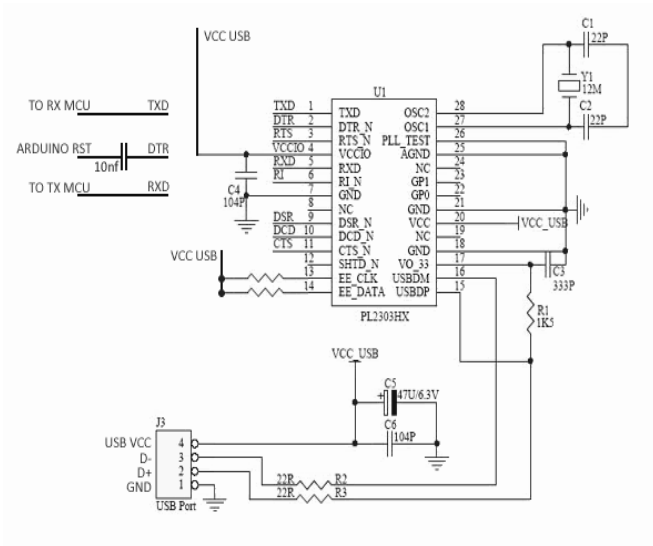 VCC USB
TO RX MCU TXD
ARDUINO RST DTR
10nf
TO TX MCU RXD
C1
22P
Y1
12M
C2
22P
U1
TXD 1 TXD OSC2 28
DTR 2 DTR_N OSC1 27
RTS 3 RTS_N PLL_TEST 26
VCCIO 4 VCCIO AGND 25
RXD 5 RXD NC 24
RI 6 RI_N GP1 23
7 GND GP0 22
8 NC GND 21
DSR 9 DSR_N VCC 20 VCC_USB
DCD 10 DCD_N NC 19
CTS 11 CTS_N GND 18
12 SHTD_N VO_33 17
13 EE_CLK USBDM 16
14 EE_DATA USBDP 15
PL2303HX
C4
104P
VCC USB
C3
333P
R1
1K5
VCC_USB
C5
+
47U/6.3V
C6
104P
J3
USB VCC 4
D- 3
D+ 2
GND 1
USB Port
22R R2
22R R3